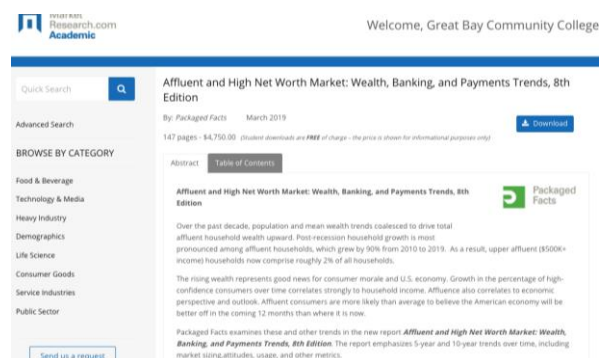 Market
Research.com
Academic
Welcome, Great Bay Community College
Quick Search
Advanced Search
BROWSE BY CATEGORY
Food & Beverage
Technology & Media
Heavy Industry
Demographics
Life Science
Consumer Goods
Service Industries
Public Sector
Send us a request
Affluent and High Net Worth Market: Wealth, Banking, and Payments Trends, 8th
Edition
By: Packaged Facts March 2019
Download
147 pages - $4,750.00 (Student downloads are FREE of charge - the price is shown for informational purposes only)
Abstract Table of Contents
Affluent and High Net Worth Market: Wealth, Banking, and Payments Trends, 8th
Edition
Packaged
Facts
Over the past decade, population and mean wealth trends coalesced to drive total
affluent household wealth upward. Post-recession household growth is most
pronounced among affluent households, which grew by 90% from 2010 to 2019. As a result, upper affluent ($500K+
income) households now comprise roughly 2% of all households.
The rising wealth represents good news for consumer morale and U.S. economy. Growth in the percentage of high-
confidence consumers over time correlates strongly to household income. Affluence also correlates to economic
perspective and outlook. Affluent consumers are more likely than average to believe the American economy will be
better off in the coming 12 months than where it is now.
Packaged Facts examines these and other trends in the new report Affluent and High Net Worth Market: Wealth,
Banking, and Payments Trends, 8th Edition. The report emphasizes 5-year and 10-year trends over time, including
market sizing,attitudes, usage, and other metrics.